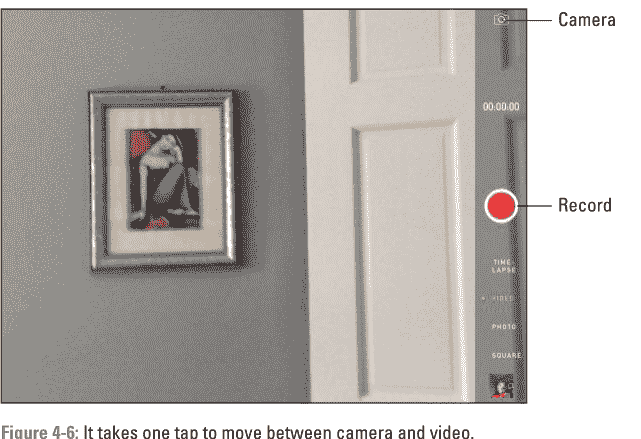 Camera
00:00:00
Record
TIME-
LAPSE
VIDEO
PHOTO
SQUARE
Figure 4-6: It takes one tap to move between camera and video.